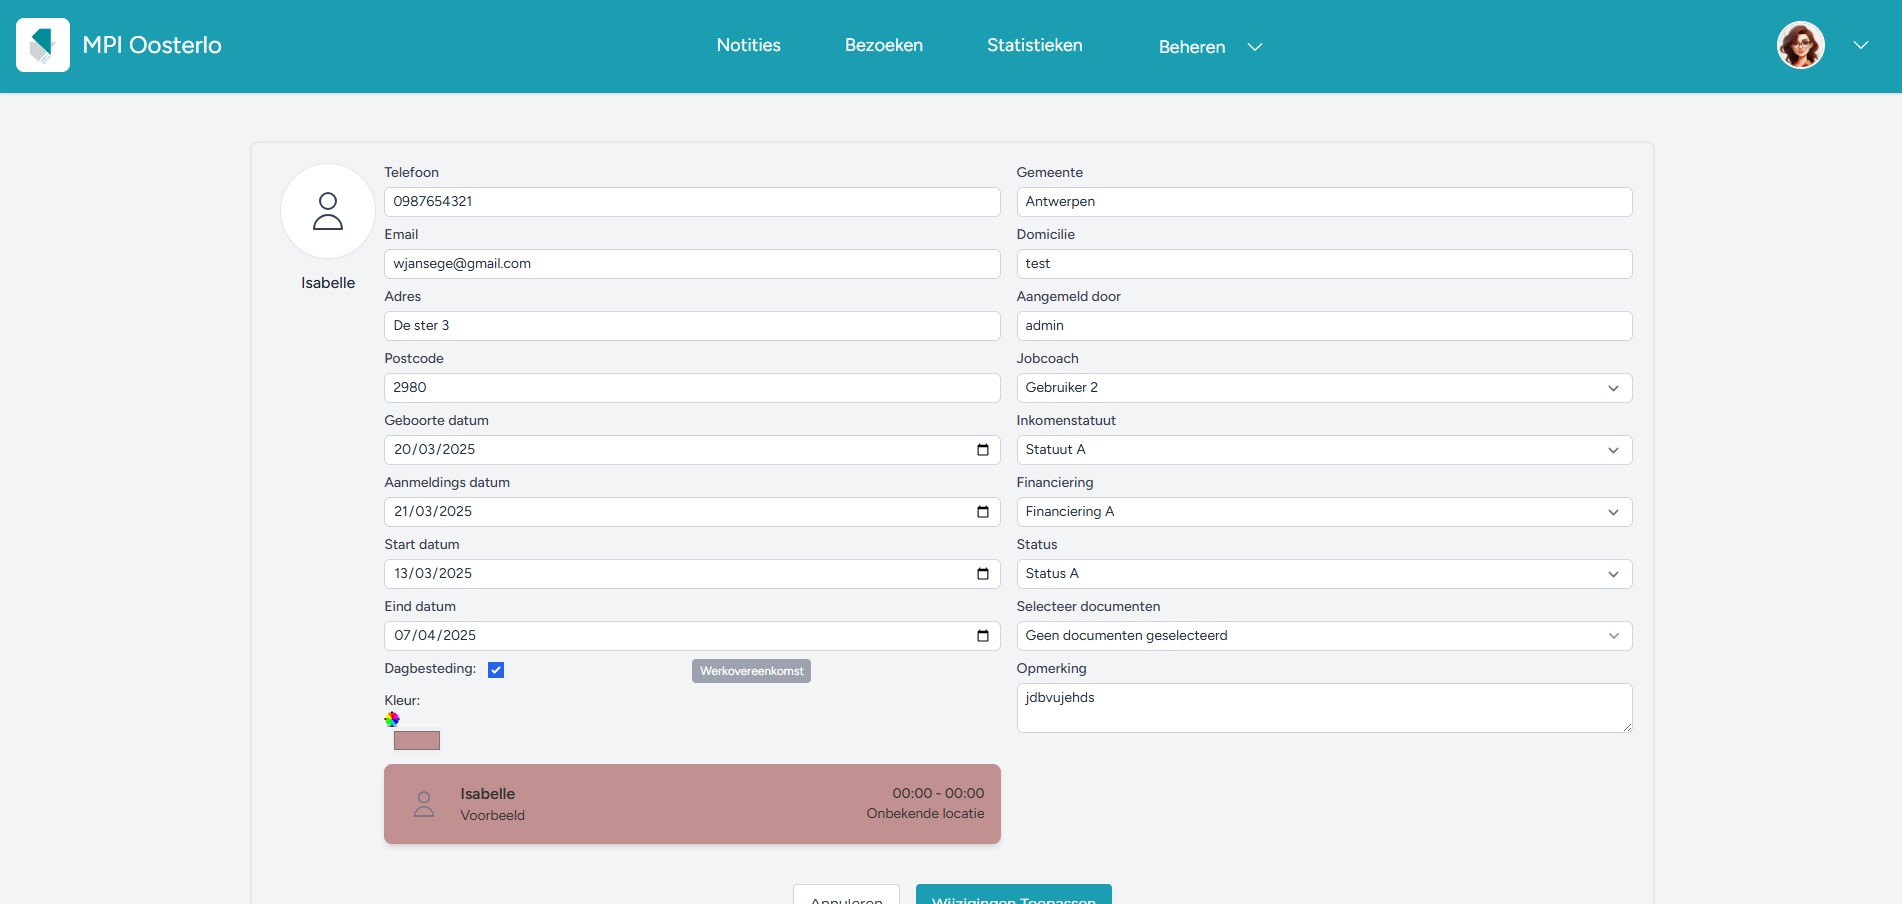 MPI Oosterlo
Notities
Bezoeken
Statistieken
Beheren
Isabelle
Telefoon
0987654321
Email
wjansege@gmail.com
Adres
De ster 3
Postcode
2980
Geboorte datum
20/03/2025
Aanmeldings datum
21/03/2025
Start datum
13/03/2025
Eind datum
07/04/2025
Dagbesteding:
Werkovereenkomst
Kleur:
Isabelle
Voorbeeld
00:00 - 00:00
Onbekende locatie
Gemeente
Antwerpen
Domicilie
test
Aangemeld door
admin
Jobcoach
Gebruiker 2
Inkomenstatuut
Statuut A
Financiering
Financiering A
Status
Status A
Selecteer documenten
Geen documenten geselecteerd
Opmerking
jdbvujehds
Annuleren
Wijzigingen Toepassen